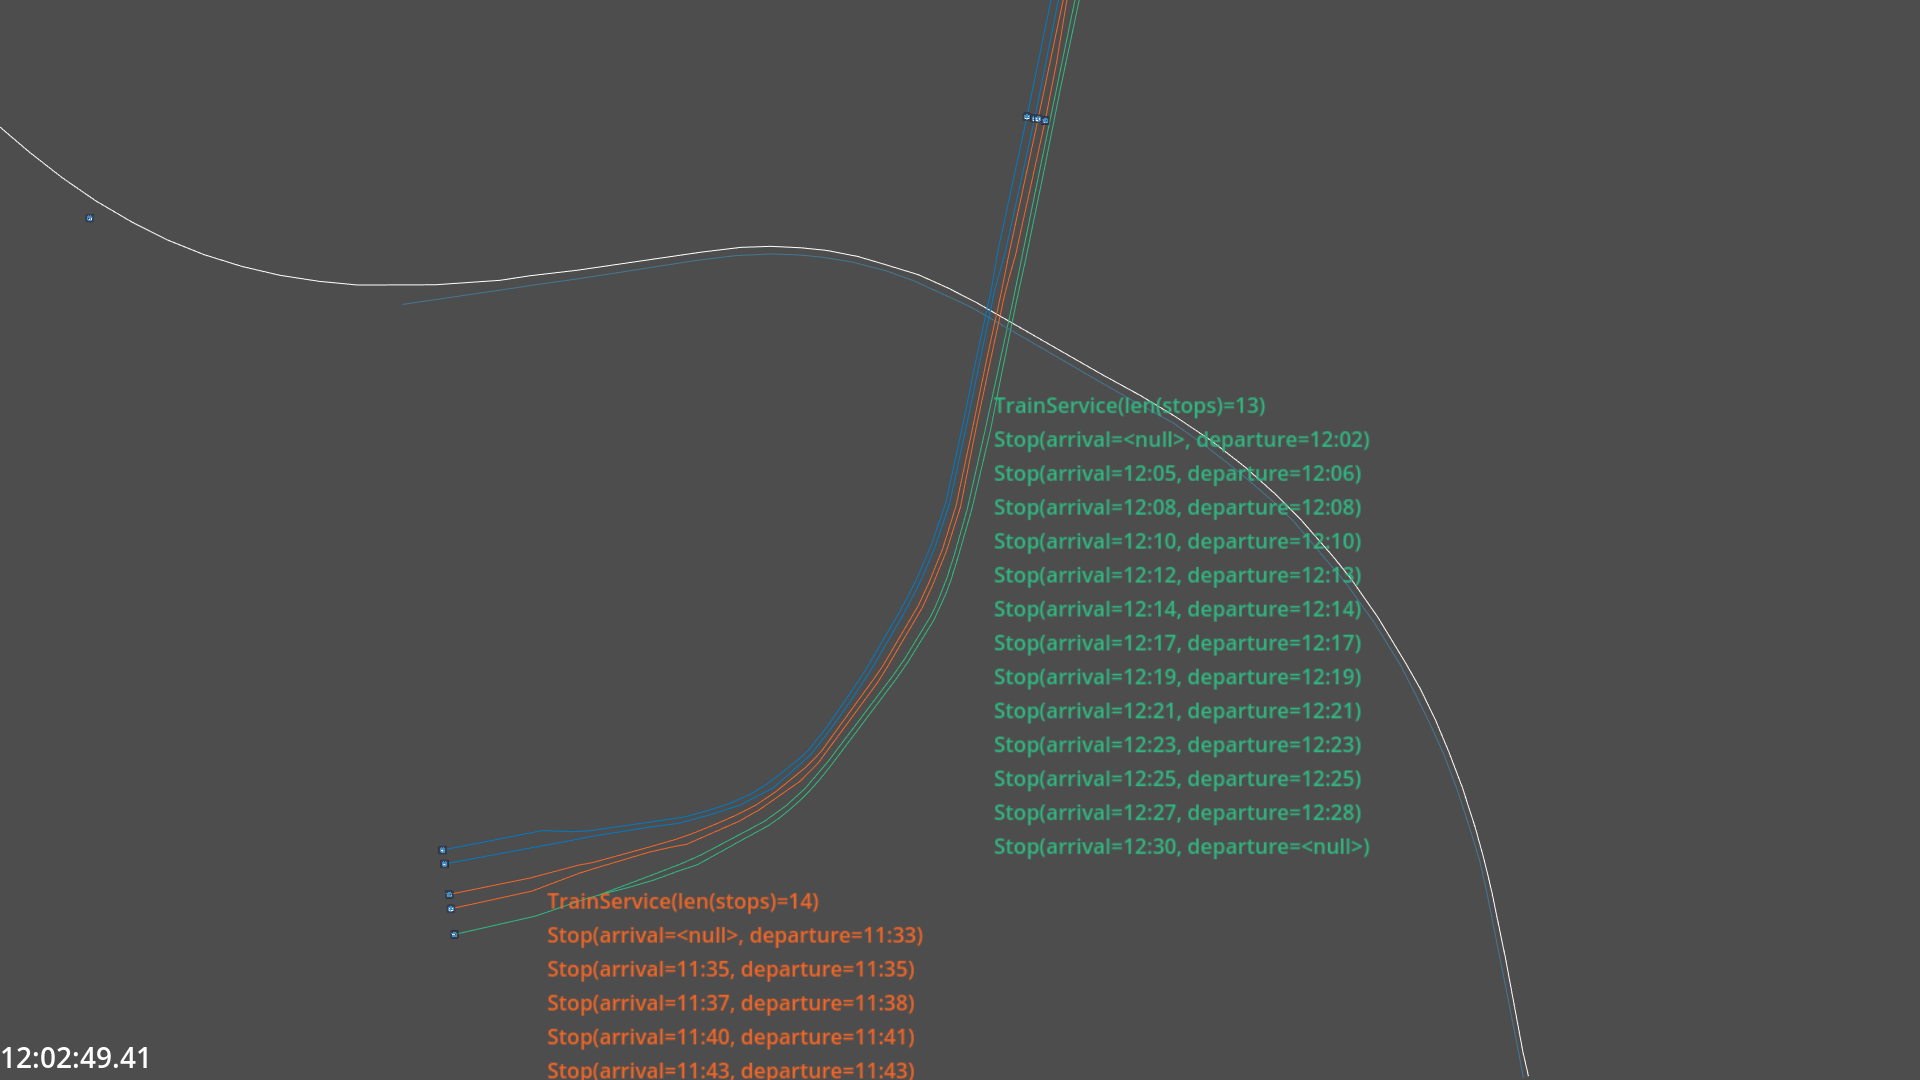 TrainService(len(stops)=13)
Stop(arrival=<null>, departure=12:02)
Stop(arrival=12:05, departure=12:06)
Stop(arrival=12:08, departure=12:08)
Stop(arrival=12:10, departure=12:10)
Stop(arrival=12:12, departure=12:13)
Stop(arrival=12:14, departure=12:14)
Stop(arrival=12:17, departure=12:17)
Stop(arrival=12:19, departure=12:19)
Stop(arrival=12:21, departure=12:21)
Stop(arrival=12:23, departure=12:23)
Stop(arrival=12:25, departure=12:25)
Stop(arrival=12:27, departure=12:28)
Stop(arrival=12:30, departure=<null>)
TrainService(len(stops)=14)
Stop(arrival=<null>, departure=11:33)
Stop(arrival=11:35, departure=11:35)
Stop(arrival=11:37, departure=11:38)
Stop(arrival=11:40, departure=11:41)
Stop(arrival=11:43, departure=11:43)
12:02:49.41